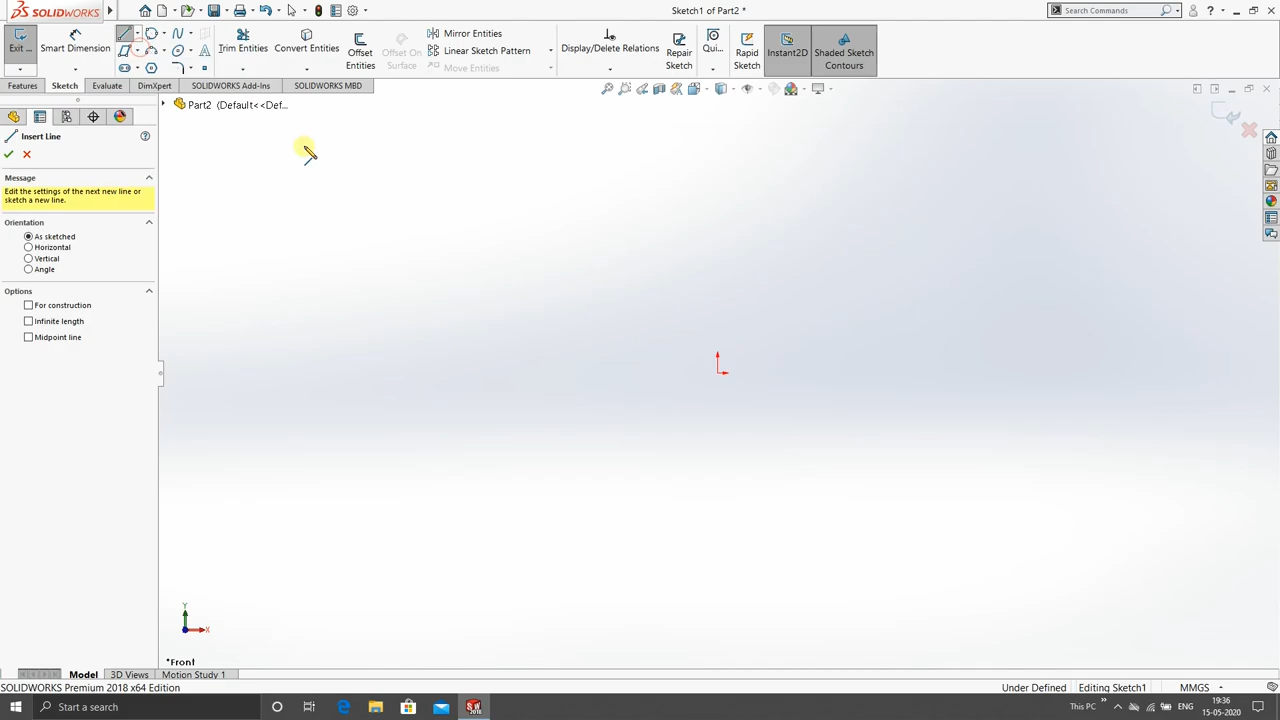 SOLIDWORKS
Sketch1 of Part2 *
Search Commands
Exit ...
Smart Dimension
Trim Entities
Convert Entities
Offset
Entities
Offset On
Surface
Mirror Entities
Linear Sketch Pattern
Move Entities
Display/Delete Relations
Repair
Sketch
Qui...
Rapid
Sketch
Instant2D
Shaded Sketch
Contours
Features
Sketch
Evaluate
DimXpert
SOLIDWORKS Add-Ins
SOLIDWORKS MBD
Part2 (Default<<Def...
Insert Line
Message
Edit the settings of the next new line or
sketch a new line.
Orientation
As sketched
Horizontal
Vertical
Angle
Options
For construction
Infinite length
Midpoint line
Y
X
*Front
Model
3D Views
Motion Study 1
SOLIDWORKS Premium 2018 x64 Edition
Under Defined
Editing Sketch1
MMGS
Start a search
This PC
19:36
15-05-2020